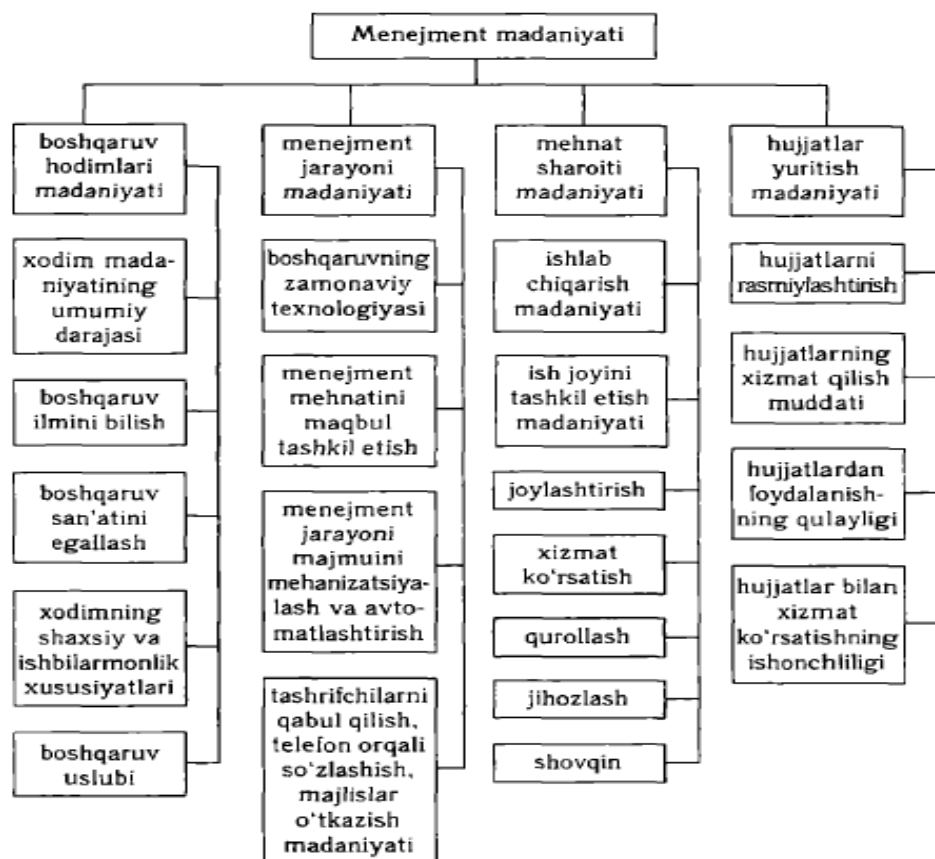 Menejment madaniyati
boshqaruv
hodimlari
madaniyati
xodim mada-
niyatining
umumiy
darajasi
boshqaruv
ilmini bilish
boshqaruv
san'atini
egallash
xodimning
shaxsiy va
ishbilarmonlik
xususiyatlari
boshqaruv
uslubi
menejment
jarayoni
madaniyati
boshqaruvning
zamonaviy
texnologiyasi
menejment
mehnatini
maqbul
tashkil etish
menejment
jarayoni
majmuini
mehanizatsiya-
lash va avto-
matlashtirish
tashrifchilarni
qabul qilish,
telefon orqali
so'zlashish,
majlislar
o'tkazish
madaniyati
mehnat
sharoiti
madaniyati
ishlab
chiqarish
madaniyati
ish joyini
tashkil etish
madaniyati
joylashtirish
xizmat
ko'rsatish
qurollash
jihozlash
shovqin
hujjatlar
yuritish
madaniyati
hujjatlarni
rasmiylashtirish
hujjatlarning
xizmat qilish
muddati
hujjatlardan
foydalanish-
ning qulayligi
hujjatlar bilan
xizmat
ko'rsatishning
ishonchliligi